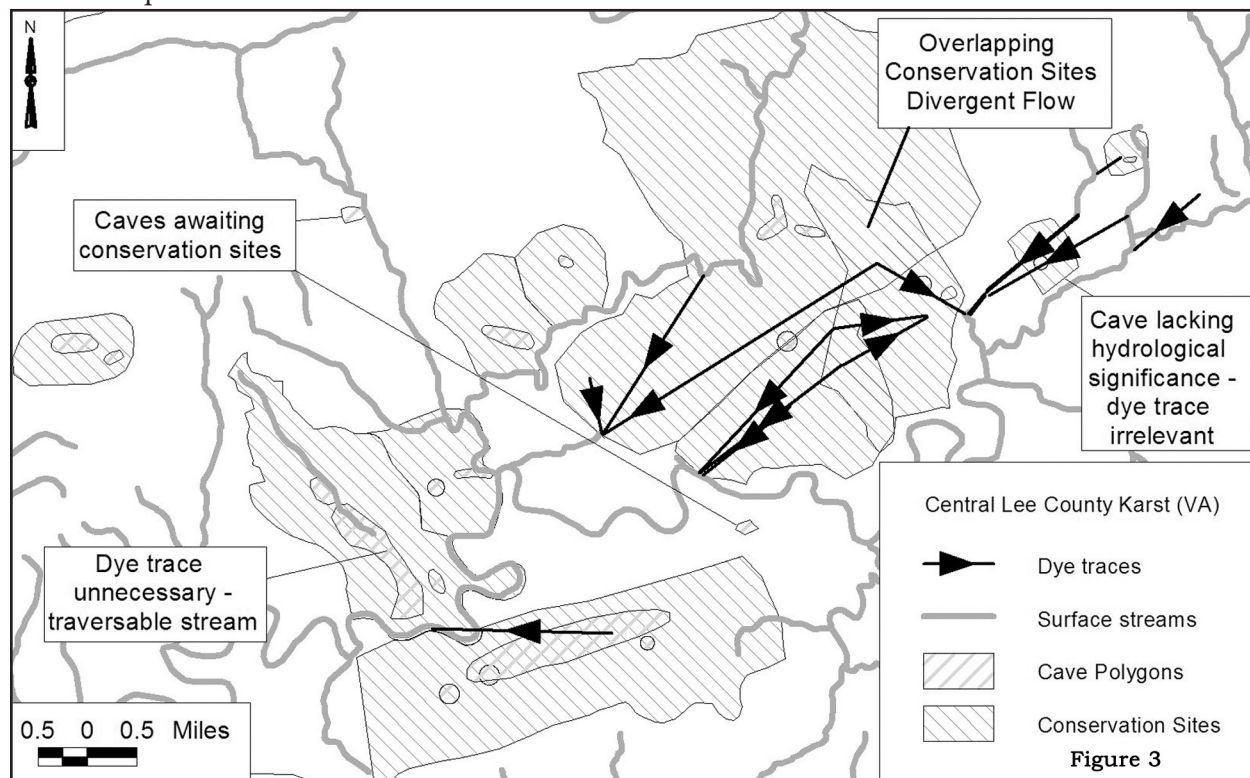 N
Overlapping
Conservation Sites
Divergent Flow
Caves awaiting
conservation sites
Cave lacking
hydrological
significance -
dye trace
irrelevant
Dye trace
unnecessary -
traversable stream
Central Lee County Karst (VA)
Dye traces
Surface streams
Cave Polygons
Conservation Sites
Figure 3
0.5 0 0.5 Miles